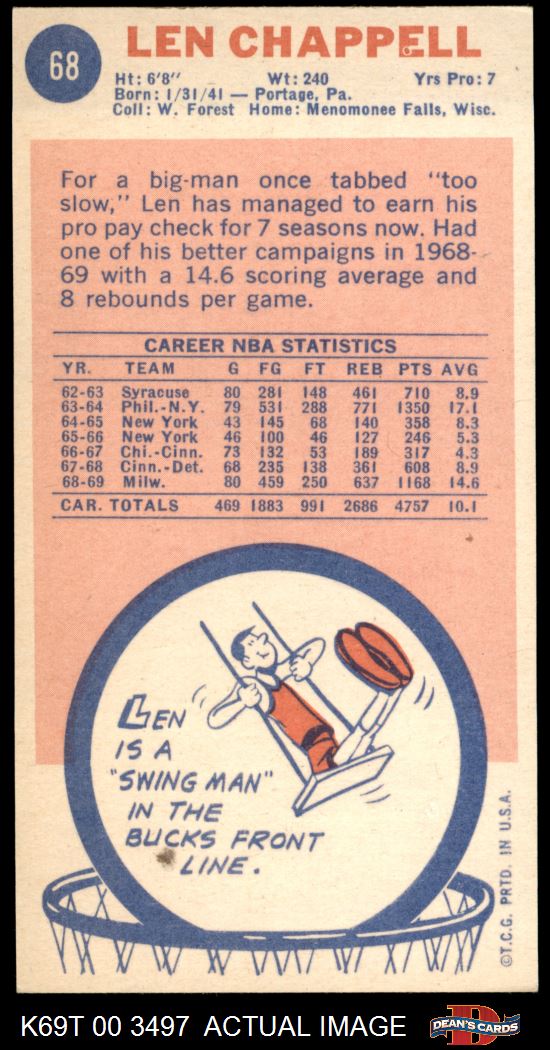 68
LEN CHAPPELL
Ht: 6'8" Wt: 240 Yrs Pro: 7
Born: 1/31/41 — Portage, Pa.
Coll: W. Forest Home: Menomonee Falls, Wisc.
For a big-man once tabbed "too
slow," Len has managed to earn his
pro pay check for 7 seasons now. Had
one of his better campaigns in 1968-
69 with a 14.6 scoring average and
8 rebounds per game.
CAREER NBA STATISTICS
YR. TEAM G FG FT REB PTS AVG
62-63 Syracuse 80 281 148 461 710 8.9
63-64 Phil.-N.Y. 79 531 288 771 1350 17.1
64-65 New York 43 145 68 140 358 8.3
65-66 New York 46 100 46 127 246 5.3
66-67 Chi.-Cinn. 73 132 53 189 317 4.3
67-68 Cinn.-Det. 68 235 138 361 608 8.9
68-69 Milw. 80 459 250 637 1168 14.6
CAR. TOTALS 469 1883 991 2686 4757 10.1
LEN
IS A
"SWING MAN"
IN THE
BUCKS FRONT
LINE.
©T.C.G. PRTD. IN U.S.A.
K69T 00 3497 ACTUAL IMAGE
D
DEAN'S CARDS